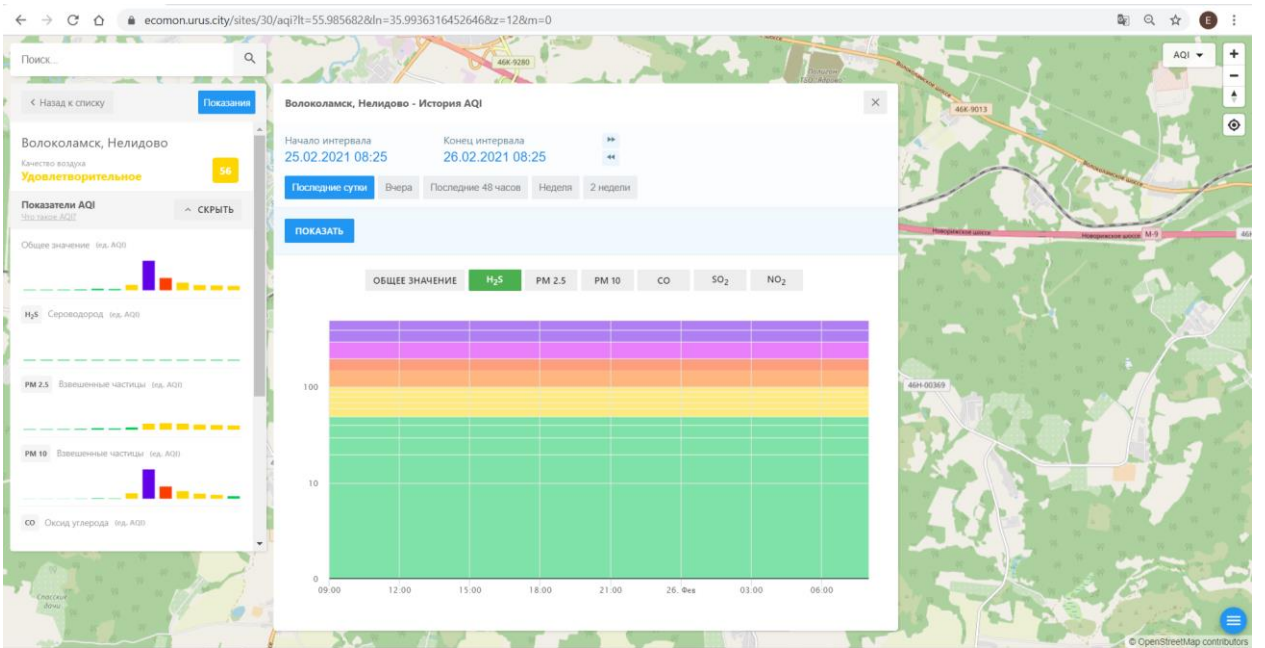 ecomon.urus.city/sites/30/aqi?lt=55.985682&ln=35.9936316452646&z=12&m=0
E
Поиск...
46К-9280
AQI
+
−
46К-9013
< Назад к списку
Показания
Волоколамск, Нелидово - История AQI
×
Волоколамск, Нелидово
Качество воздуха
Удовлетворительное
56
Начало интервала
Конец интервала
25.02.2021 08:25
26.02.2021 08:25
Последние сутки
Вчера
Последние 48 часов
Неделя
2 недели
Показатели AQI
Что такое AQI?
СКРЫТЬ
ПОКАЗАТЬ
Новорижское шоссе
Новорижское шоссе
М-9
Общее значение (ед. AQI)
ОБЩЕЕ ЗНАЧЕНИЕ
H₂S
PM 2.5
PM 10
CO
SO₂
NO₂
H₂S Сероводород (ед. AQI)
PM 2.5 Взвешенные частицы (ед. AQI)
100
46Н-00369
PM 10 Взвешенные частицы (ед. AQI)
10
CO Оксид углерода (ед. AQI)
0
09:00
12:00
15:00
18:00
21:00
26. Фев
03:00
06:00
Спасские
дачи
© OpenStreetMap contributors